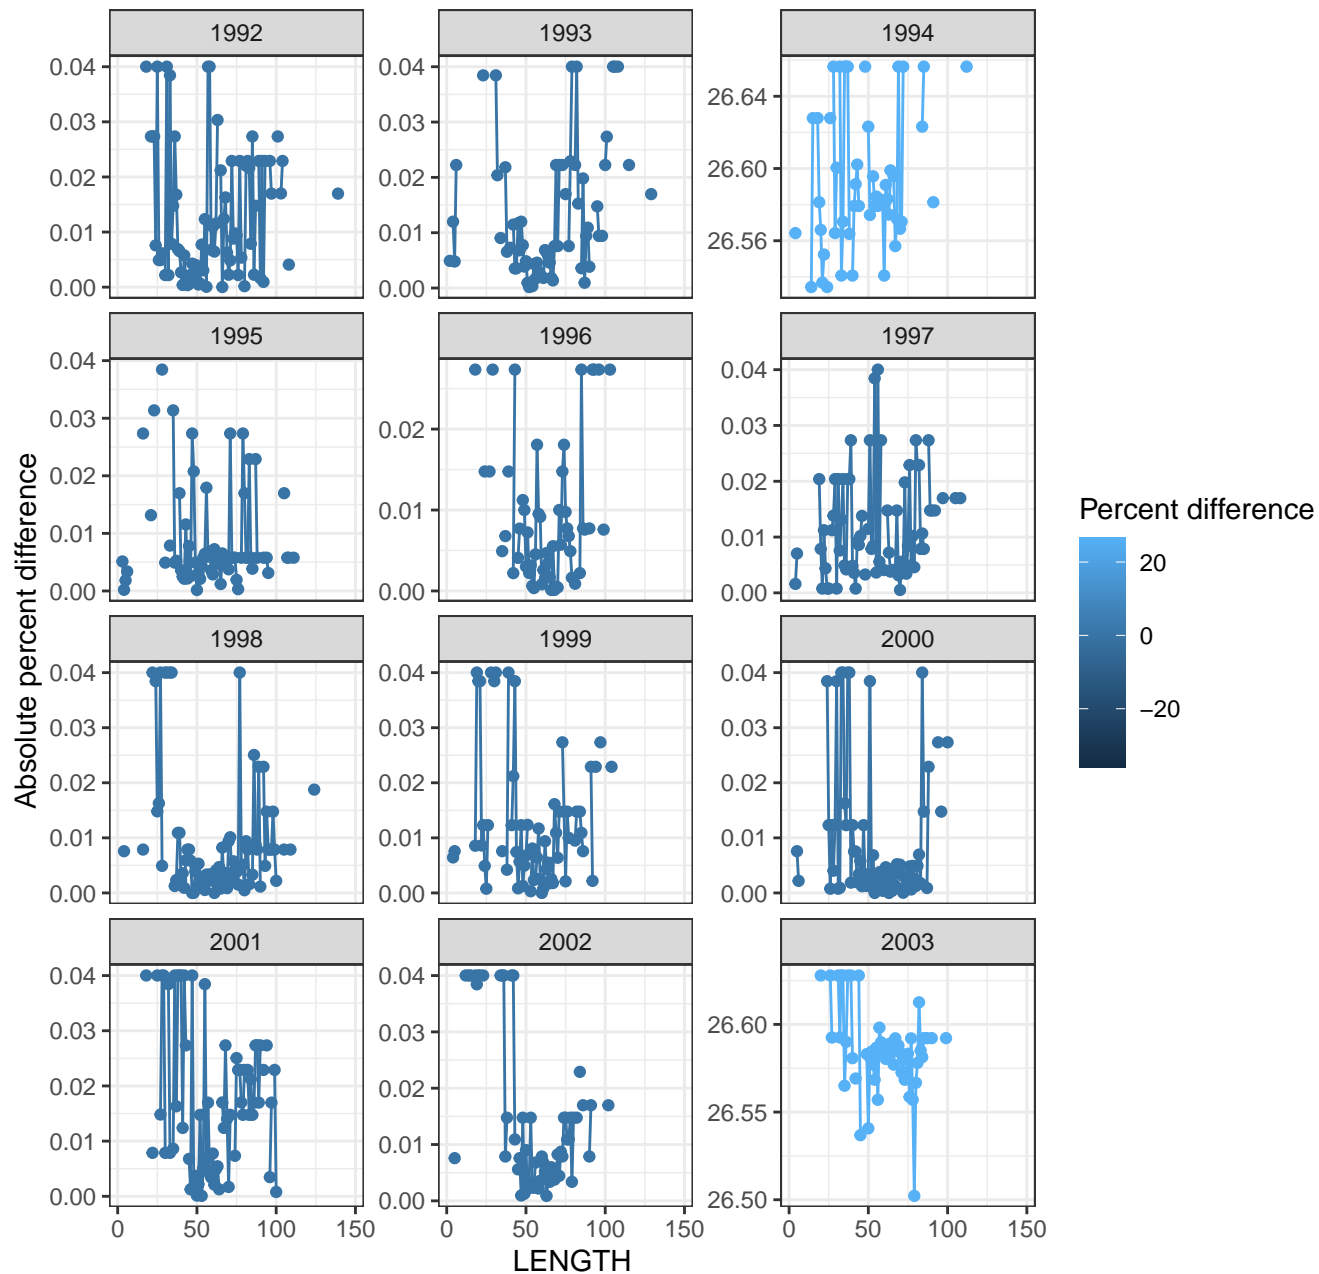 1992 1993 1994
0.04 0.04
0.03 0.03 26.64
0.02 0.02 26.60
0.01 0.01 26.56
0.00 0.00
1995 1996 1997
0.04 0.04
0.03 0.02 0.03
0.02 0.02
0.01 0.01 0.01
0.00 0.00 0.00
1998 1999 2000
0.04 0.04 0.04
0.03 0.03 0.03
0.02 0.02 0.02
0.01 0.01 0.01
0.00 0.00 0.00
2001 2002 2003
0.04 0.04
0.03 0.03 26.60
0.02 0.02 26.55
0.01 0.01
0.00 0.00 26.50
0 50 100 150 0 50 100 150 0 50 100 150
LENGTH
Absolute percent difference
Percent difference
20
0
−20